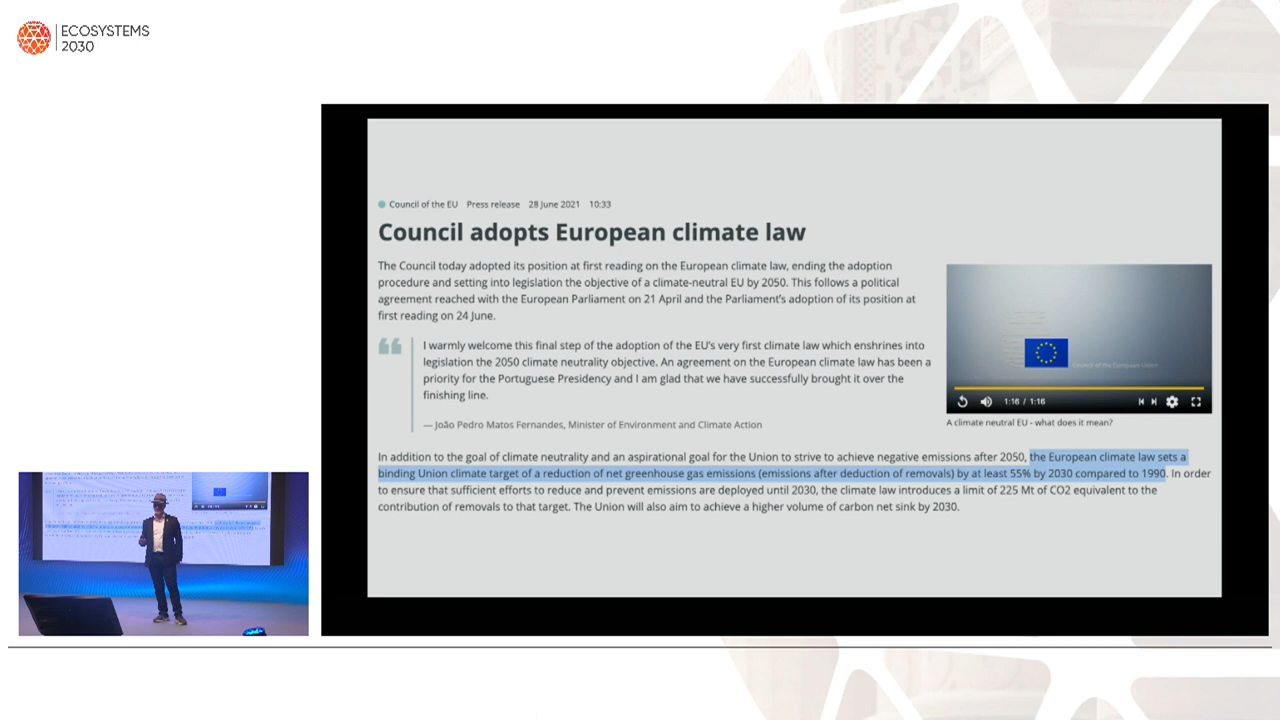 ECOSYSTEMS
2030
Council of the EU Press release 28 June 2021 10:33
Council adopts European climate law
The Council today adopted its position at first reading on the European climate law, ending the adoption
procedure and setting into legislation the objective of a climate-neutral EU by 2050. This follows a political
agreement reached with the European Parliament on 21 April and the Parliament's adoption of its position at
first reading on 24 June.
I warmly welcome this final step of the adoption of the EU's very first climate law which enshrines into
legislation the 2050 climate neutrality objective. An agreement on the European climate law has been a
priority for the Portuguese Presidency and I am glad that we have successfully brought it over the
finishing line.
— João Pedro Matos Fernandes, Minister of Environment and Climate Action
Council of the European Union
1:16 / 1:16
A climate neutral EU - what does it mean?
In addition to the goal of climate neutrality and an aspirational goal for the Union to strive to achieve negative emissions after 2050, the European climate law sets a
binding Union climate target of a reduction of net greenhouse gas emissions (emissions after deduction of removals) by at least 55% by 2030 compared to 1990. In order
to ensure that sufficient efforts to reduce and prevent emissions are deployed until 2030, the climate law introduces a limit of 225 Mt of CO2 equivalent to the
contribution of removals to that target. The Union will also aim to achieve a higher volume of carbon net sink by 2030.